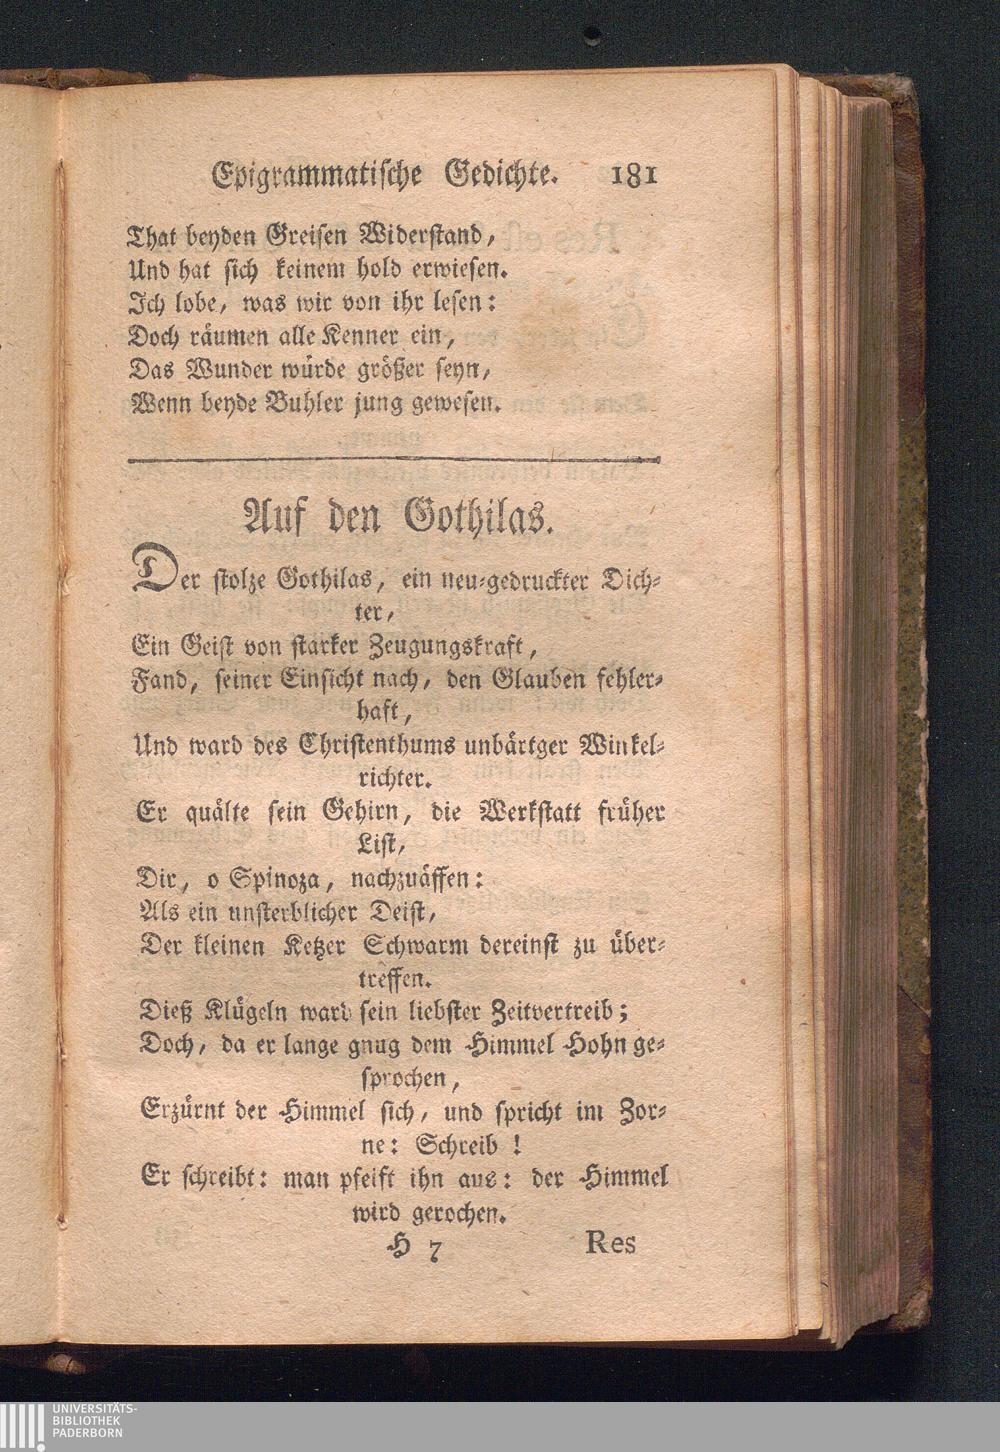 Epigrammatische Gedichte. 181
That beyden Greisen Widerstand,
Und hat sich keinem hold erwiesen.
Ich lobe, was wir von ihr lesen:
Doch räumen alle Kenner ein,
Das Wunder würde größer seyn,
Wenn beyde Buhler jung gewesen.
Auf den Gothilas.
Der stolze Gothilas, ein neu-gedruckter Dich-
ter,
Ein Geist von starker Zeugungskraft,
Fand, seiner Einsicht nach, den Glauben fehler-
haft,
Und ward des Christenthums unbärtger Winkel-
richter.
Er quälte sein Gehirn, die Werkstatt früher
List,
Dir, o Spinoza, nachzuäffen:
Als ein unsterblicher Deist,
Der kleinen Ketzer Schwarm dereinst zu über-
treffen.
Dieß Klügeln ward sein liebster Zeitvertreib;
Doch, da er lange gnug dem Himmel Hohn ge-
sprochen,
Erzürnt der Himmel sich, und spricht im Zor-
ne: Schreib!
Er schreibt: man pfeift ihn aus: der Himmel
wird gerochen.
H 7 Res
UNIVERSITÄTS-
BIBLIOTHEK
PADERBORN